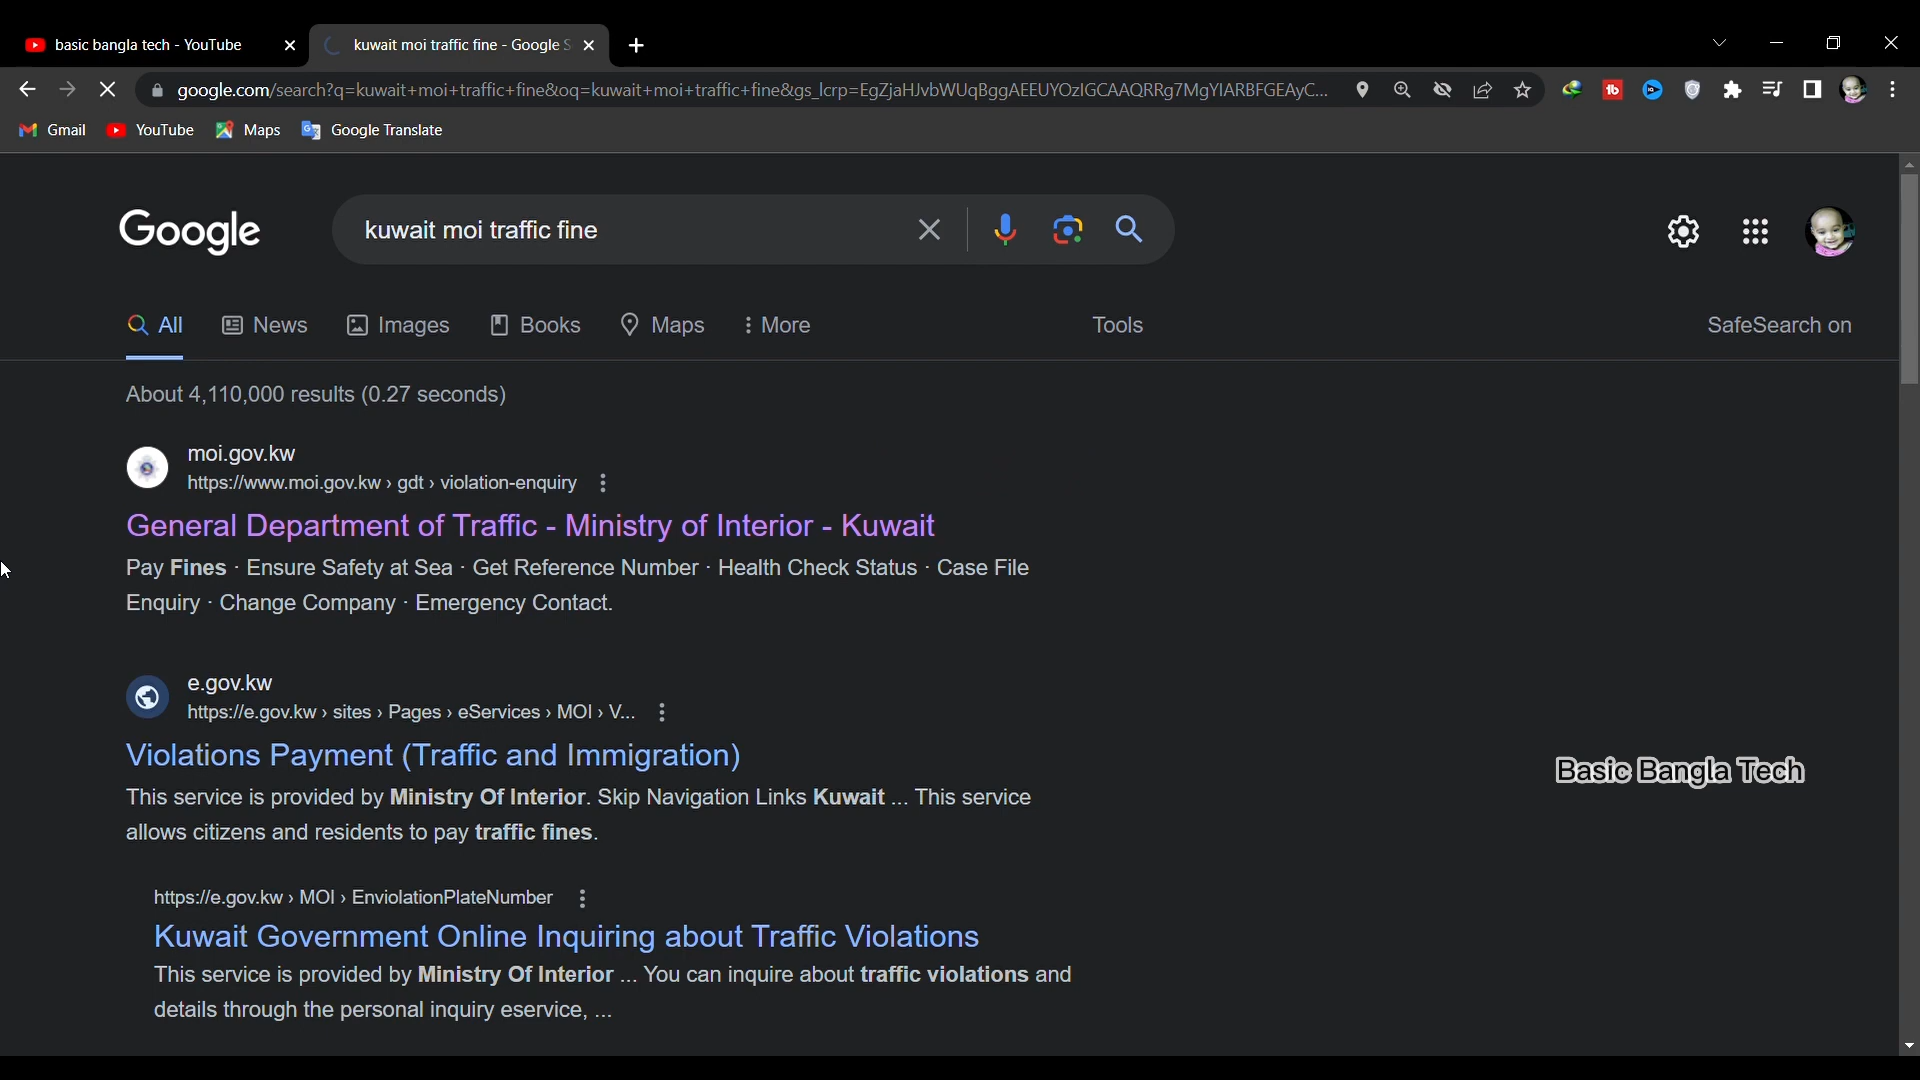 basic bangla tech - YouTube
kuwait moi traffic fine - Google S
google.com/search?q=kuwait+moi+traffic+fine&oq=kuwait+moi+traffic+fine&gs_lcrp=EgZjaHJvbWUqBggAEEUYOzIGCAAQRRg7MgYIARBFGEAyC...
Gmail
YouTube
Maps
Google Translate
Google
kuwait moi traffic fine
All
News
Images
Books
Maps
More
Tools
SafeSearch on
About 4,110,000 results (0.27 seconds)
moi.gov.kw
https://www.moi.gov.kw › gdt › violation-enquiry
General Department of Traffic - Ministry of Interior - Kuwait
Pay Fines · Ensure Safety at Sea · Get Reference Number · Health Check Status · Case File
Enquiry · Change Company · Emergency Contact.
e.gov.kw
https://e.gov.kw › sites › Pages › eServices › MOI › V...
Violations Payment (Traffic and Immigration)
This service is provided by Ministry Of Interior. Skip Navigation Links Kuwait ... This service
allows citizens and residents to pay traffic fines.
Basic Bangla Tech
https://e.gov.kw › MOI › EnviolationPlateNumber
Kuwait Government Online Inquiring about Traffic Violations
This service is provided by Ministry Of Interior ... You can inquire about traffic violations and
details through the personal inquiry eservice, ...